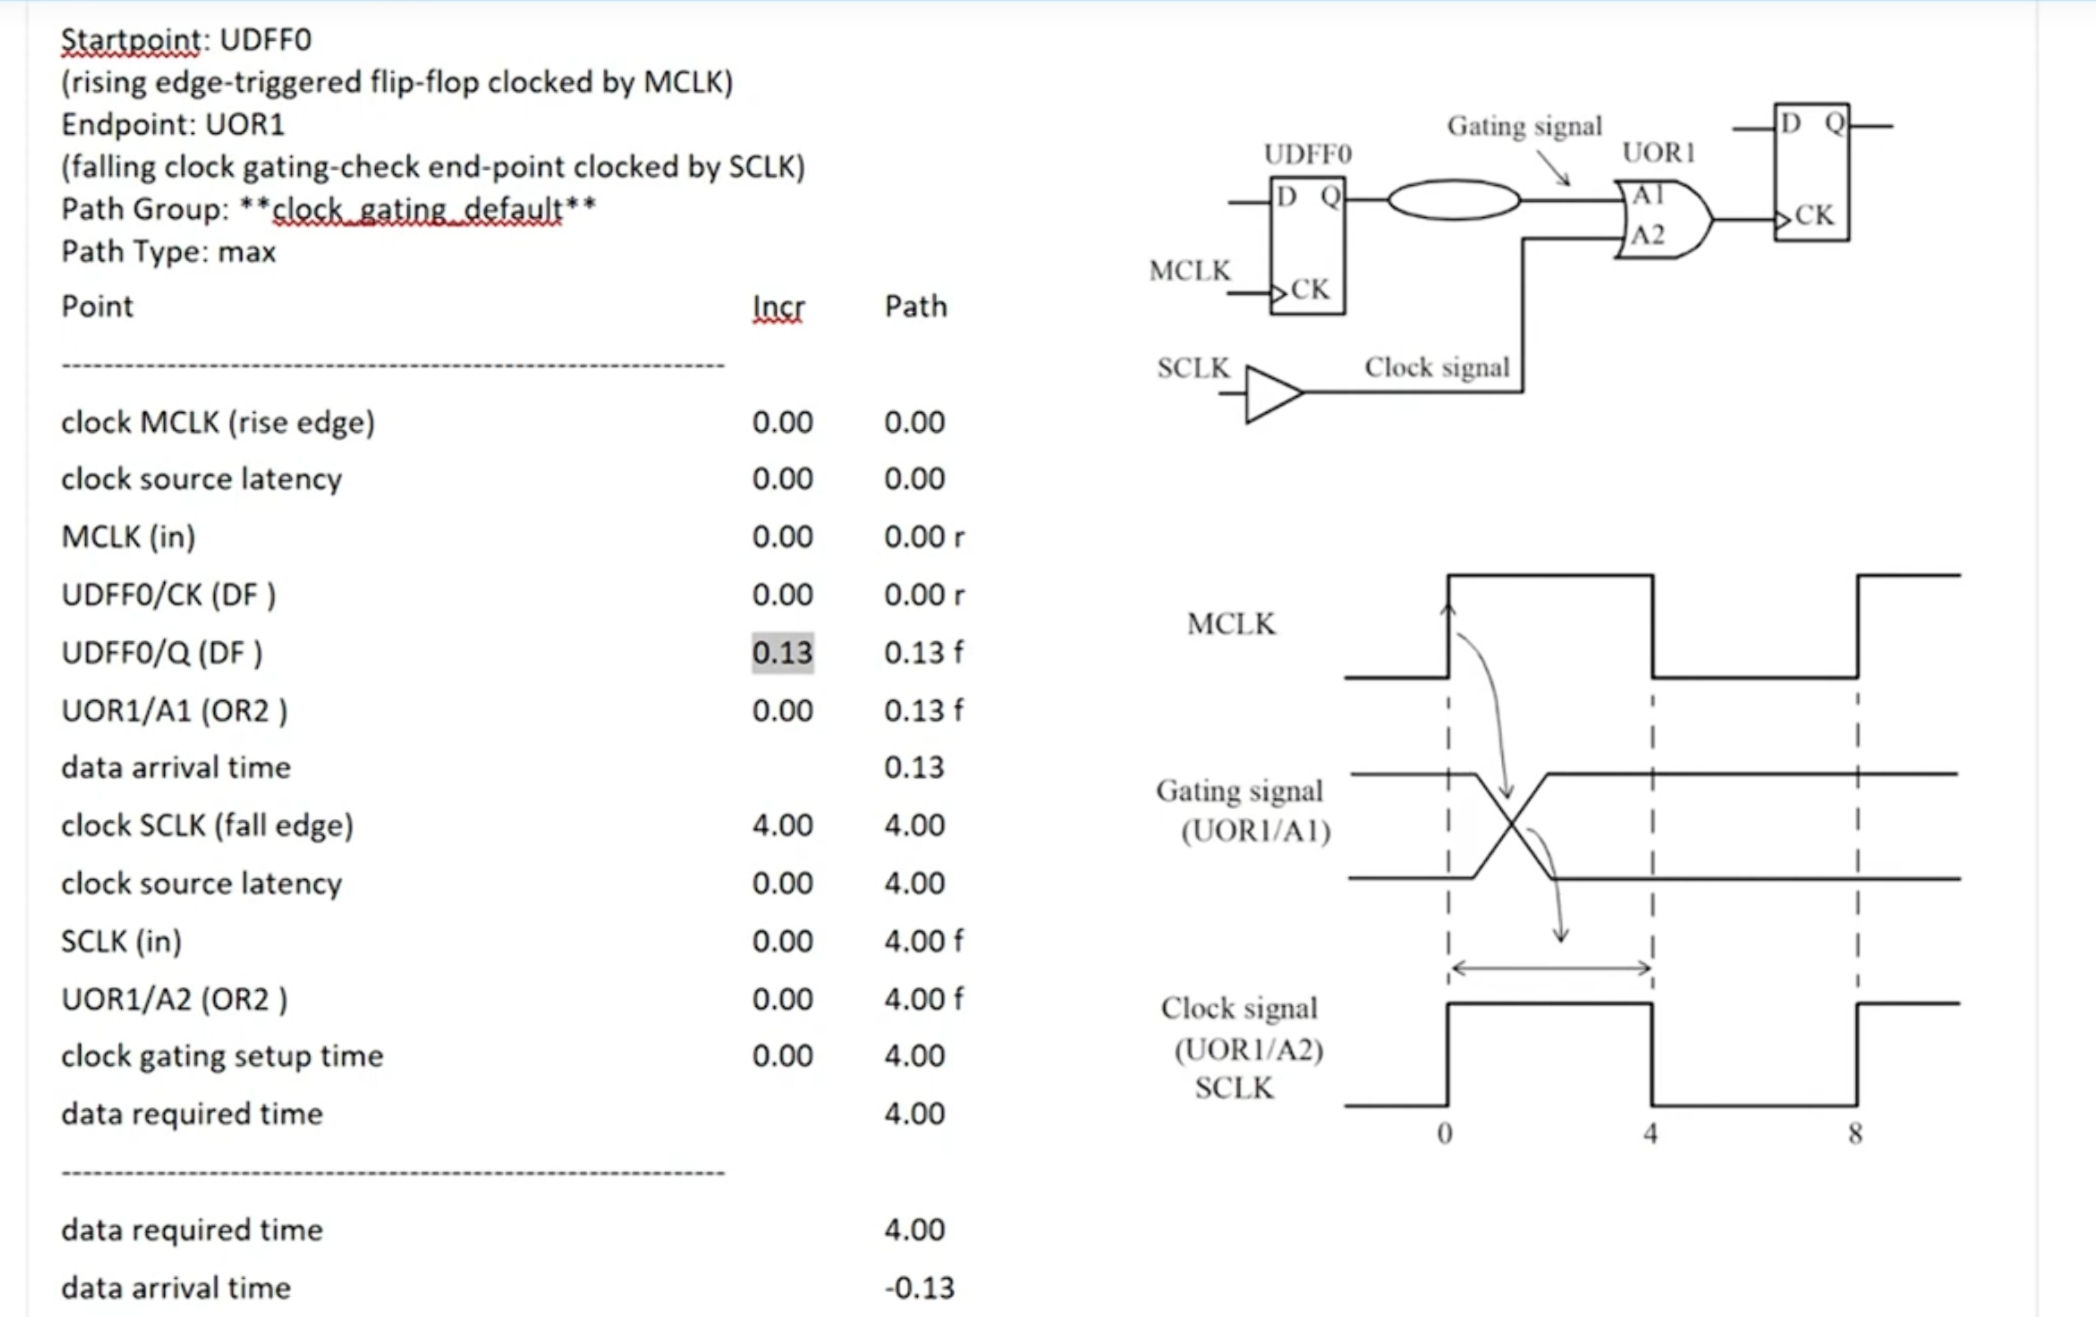 Startpoint: UDFF0
(rising edge-triggered flip-flop clocked by MCLK)
Endpoint: UOR1
(falling clock gating-check end-point clocked by SCLK)
Path Group: **clock_gating_default**
Path Type: max
Point Incr Path
---------------------------------------------------------------
clock MCLK (rise edge) 0.00 0.00
clock source latency 0.00 0.00
MCLK (in) 0.00 0.00 r
UDFF0/CK (DF ) 0.00 0.00 r
UDFF0/Q (DF ) 0.13 0.13 f
UOR1/A1 (OR2 ) 0.00 0.13 f
data arrival time 0.13
clock SCLK (fall edge) 4.00 4.00
clock source latency 0.00 4.00
SCLK (in) 0.00 4.00 f
UOR1/A2 (OR2 ) 0.00 4.00 f
clock gating setup time 0.00 4.00
data required time 4.00
---------------------------------------------------------------
data required time 4.00
data arrival time -0.13
Gating signal
UDFF0
UOR1
D Q
A1
A2
D Q
CK
MCLK
CK
SCLK
Clock signal
MCLK
Gating signal
(UOR1/A1)
Clock signal
(UOR1/A2)
SCLK
0 4 8